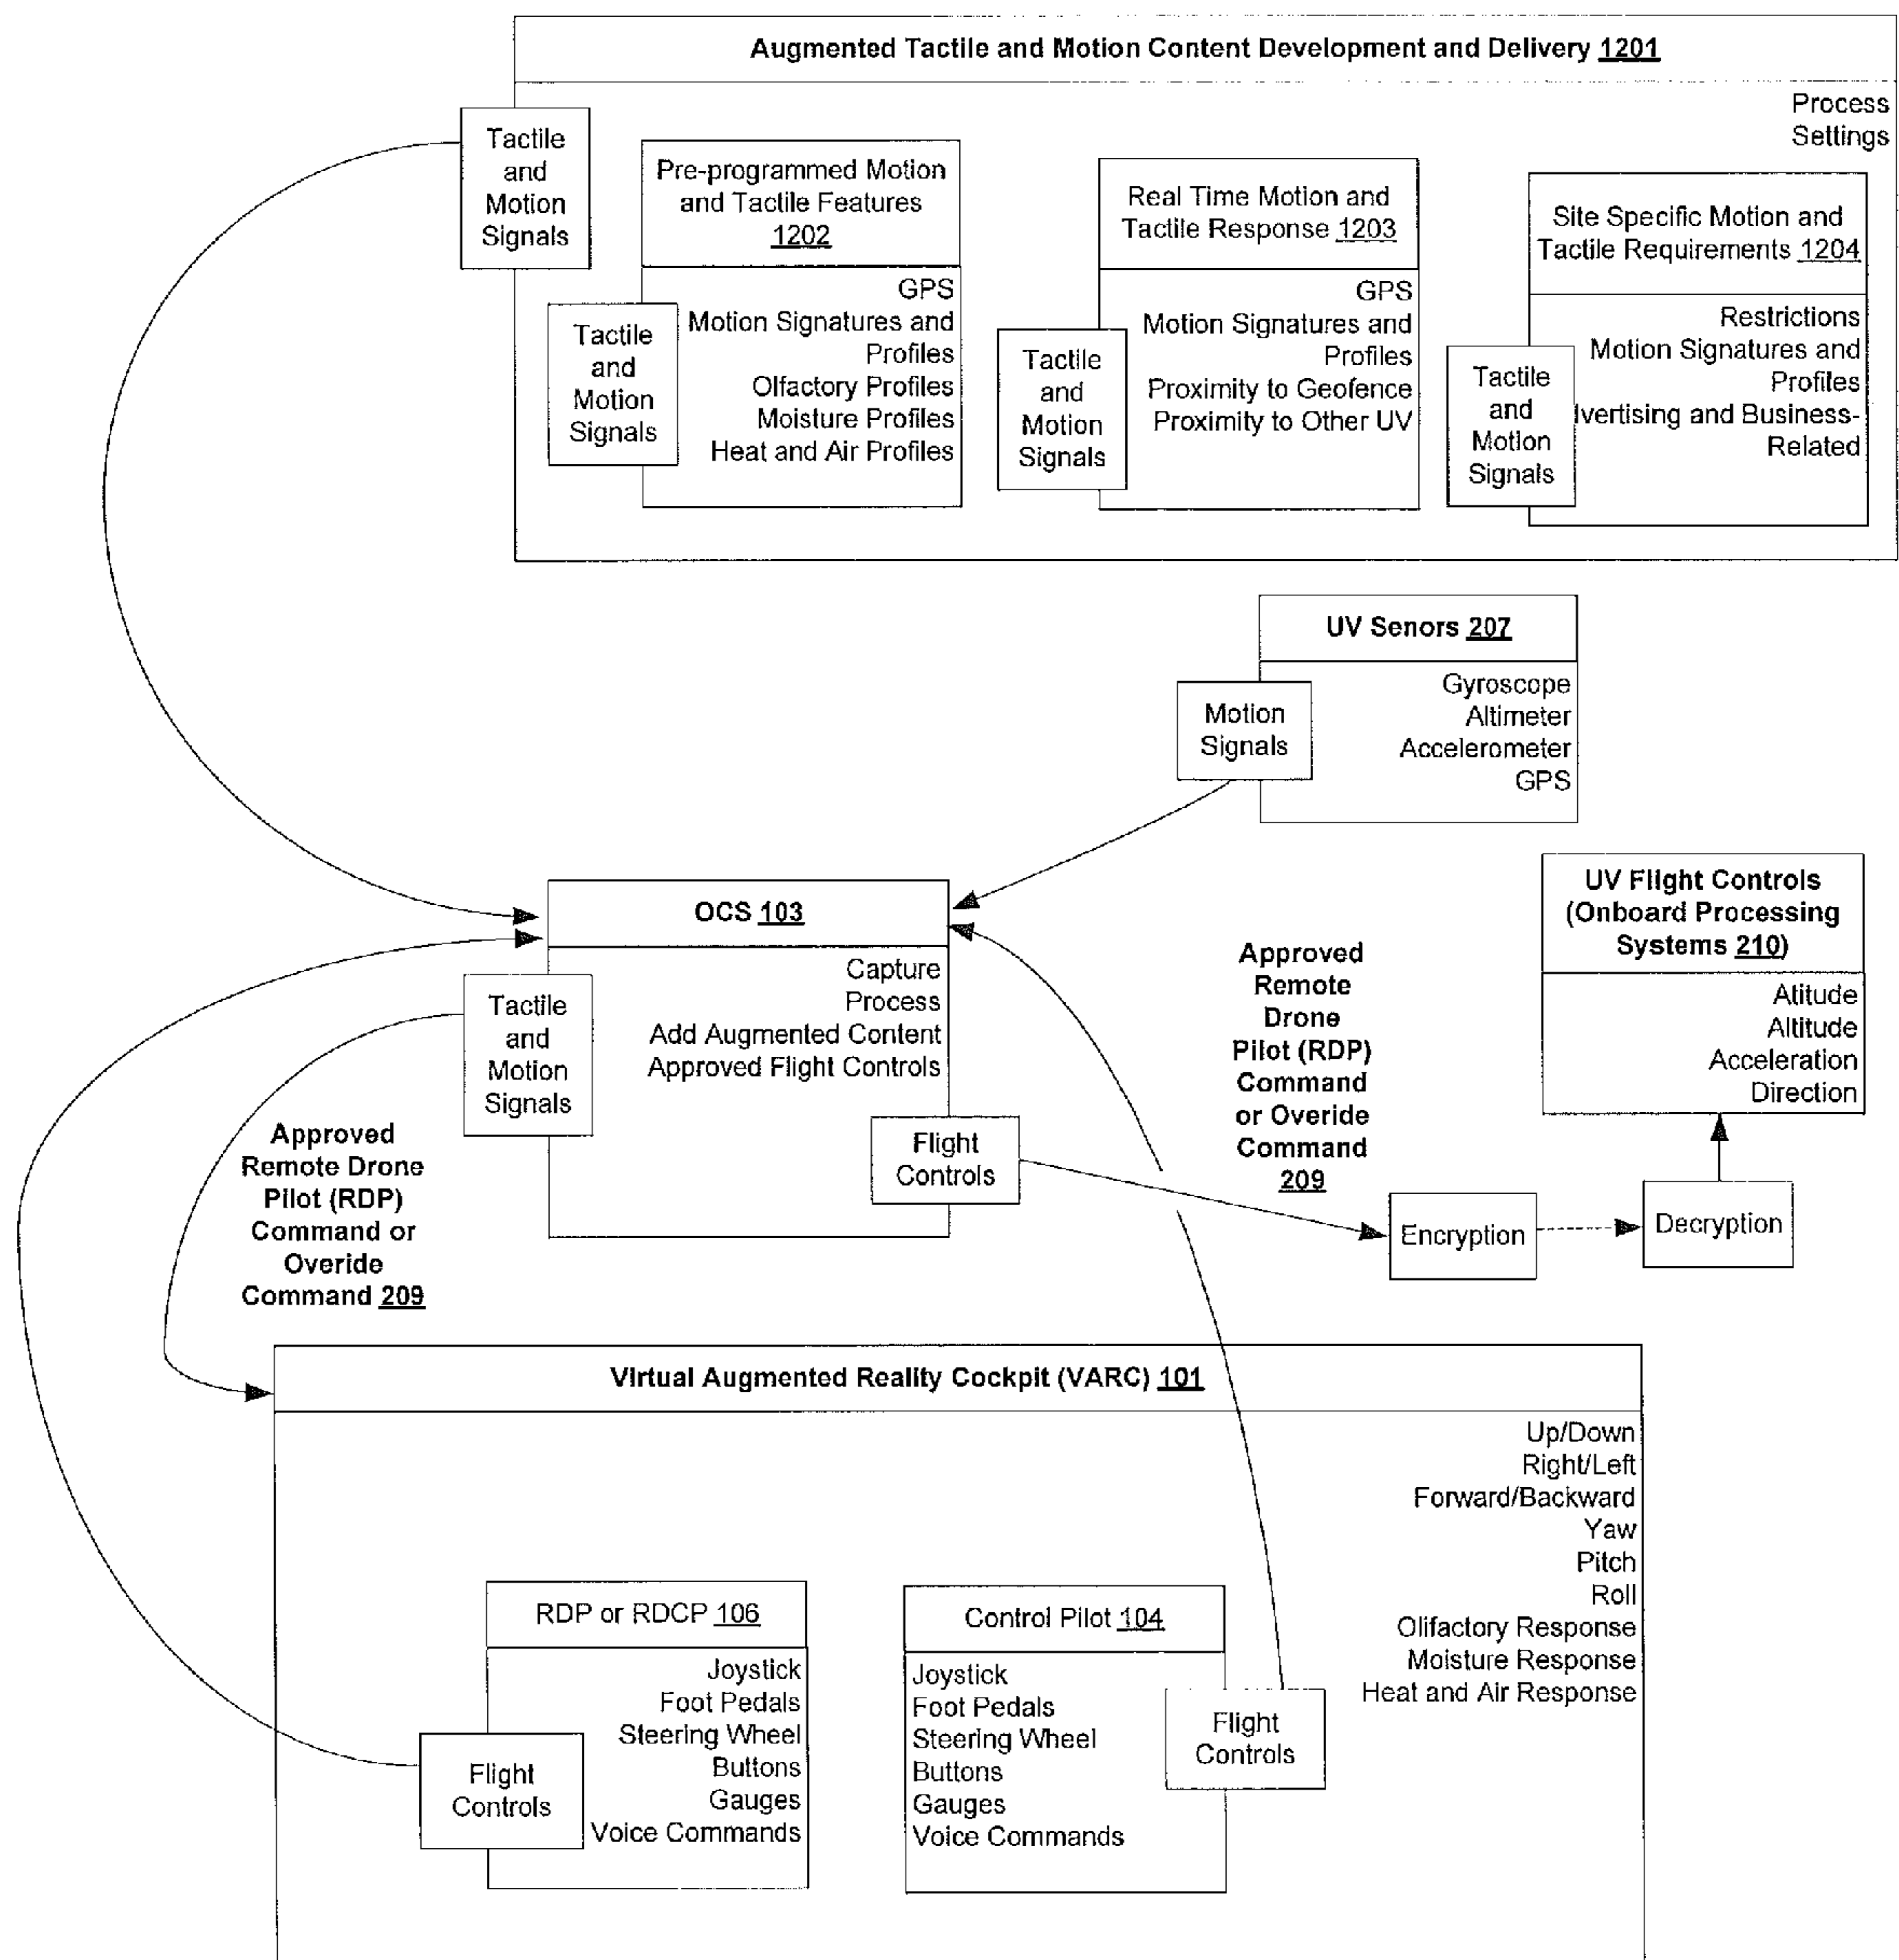 Augmented Tactile and Motion Content Development and Delivery 1201
Process
Settings
Tactile
and
Motion
Signals
Pre-programmed Motion
and Tactile Features
1202
GPS
Motion Signatures and
Profiles
Olfactory Profiles
Moisture Profiles
Heat and Air Profiles
Tactile
and
Motion
Signals
Real Time Motion and
Tactile Response 1203
GPS
Motion Signatures and
Profiles
Proximity to Geofence
Proximity to Other UV
Tactile
and
Motion
Signals
Site Specific Motion and
Tactile Requirements 1204
Restrictions
Motion Signatures and
Profiles
lvertising and Business-
Related
Tactile
and
Motion
Signals
UV Senors 207
Gyroscope
Altimeter
Accelerometer
GPS
Motion
Signals
OCS 103
Capture
Process
Add Augmented Content
Approved Flight Controls
Tactile
and
Motion
Signals
Flight
Controls
Approved
Remote
Drone
Pilot (RDP)
Command
or Overide
Command
209
UV Flight Controls
(Onboard Processing
Systems 210)
Atitude
Altitude
Acceleration
Direction
Encryption
Decryption
Approved
Remote Drone
Pilot (RDP)
Command or
Overide
Command 209
Virtual Augmented Reality Cockpit (VARC) 101
Up/Down
Right/Left
Forward/Backward
Yaw
Pitch
Roll
Olifactory Response
Moisture Response
Heat and Air Response
RDP or RDCP 106
Joystick
Foot Pedals
Steering Wheel
Buttons
Gauges
Voice Commands
Flight
Controls
Control Pilot 104
Joystick
Foot Pedals
Steering Wheel
Buttons
Gauges
Voice Commands
Flight
Controls